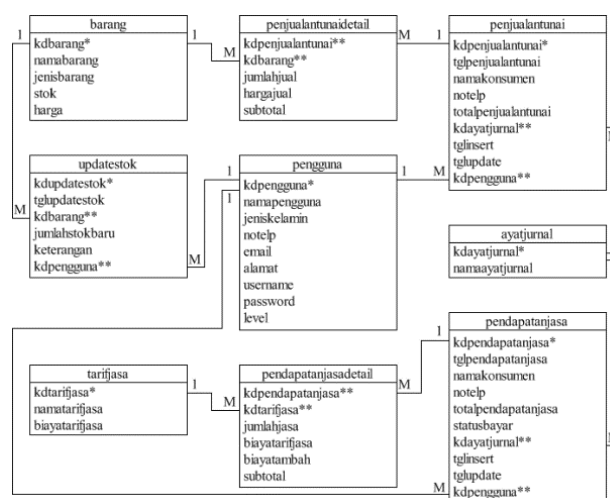 barang
kdbarang*
namabarang
jenisbarang
stok
harga
penjualantunaidetail
kdpenjualantunai**
kdbarang**
jumlahjual
hargajual
subtotal
penjualantunai
kdpenjualantunai*
tglpenjualantunai
namakonsumen
notelp
totalpenjualantunai
kdayatjurnal**
tglinsert
tglupdate
kdpengguna**
updatestok
kdupdatestok*
tglupdatestok
kdbarang**
jumlahstokbaru
keterangan
kdpengguna**
pengguna
kdpengguna*
namapengguna
jeniskelamin
notelp
email
alamat
username
password
level
ayatjurnal
kdayatjurnal*
namaayatjurnal
tarifjasa
kdtarifjasa*
namatarifjasa
biayatarifjasa
pendapatanjasadetail
kdpendapatanjasa**
kdtarifjasa**
jumlahjasa
biayatarifjasa
biayatambah
subtotal
pendapatanjasa
kdpendapatanjasa*
tglpendapatanjasa
namakonsumen
notelp
totalpendapatanjasa
statusbayar
kdayatjurnal**
tglinsert
tglupdate
kdpengguna**
1
1
M
M
1
M
1
1
M
1
M
1
M
M
1
M